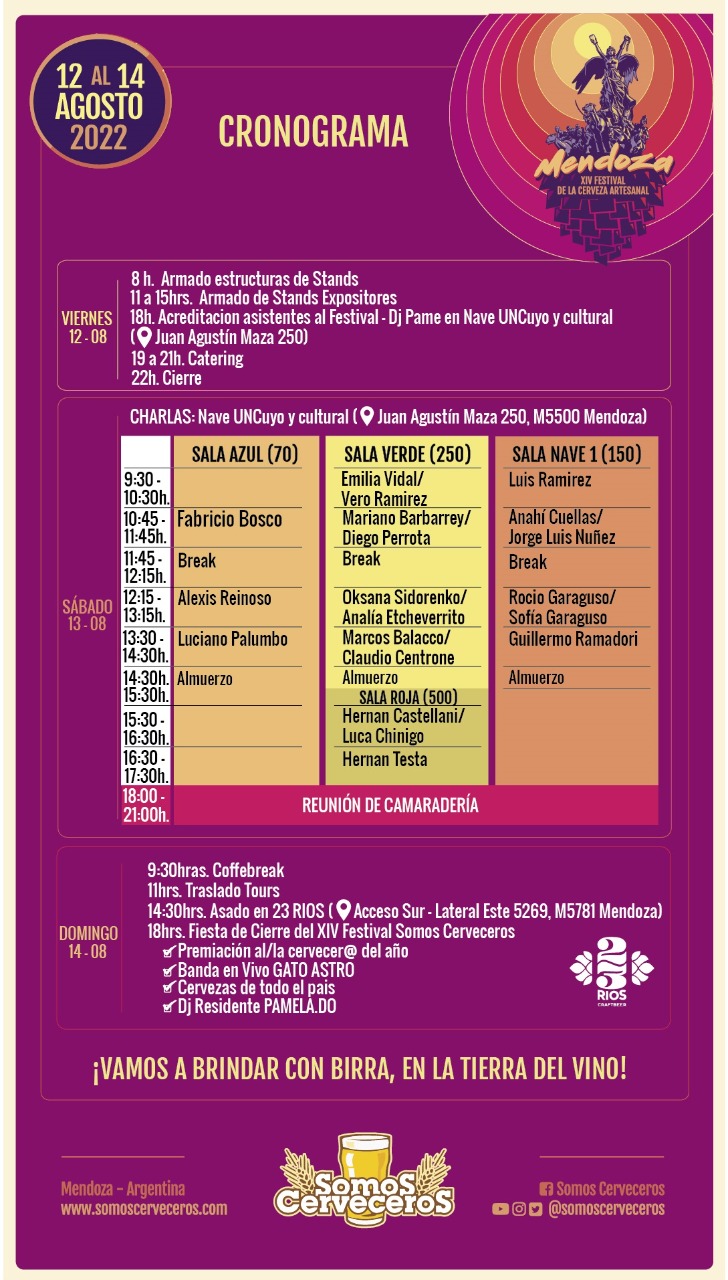 12 AL 14
AGOSTO
2022
CRONOGRAMA
Mendoza
XIV FESTIVAL
DE LA CERVEZA ARTESANAL
VIERNES
12 - 08
8 h. Armado estructuras de Stands
11 a 15hrs. Armado de Stands Expositores
18h. Acreditacion asistentes al Festival - Dj Pame en Nave UNCuyo y cultural
( Juan Agustín Maza 250)
19 a 21h. Catering
22h. Cierre
SÁBADO
13 - 08
CHARLAS: Nave UNCuyo y cultural ( Juan Agustín Maza 250, M5500 Mendoza)
SALA AZUL (70) SALA VERDE (250) SALA NAVE 1 (150)
9:30 - Emilia Vidal/ Luis Ramirez
10:30h. Vero Ramirez
10:45 - Fabricio Bosco Mariano Barbarrey/ Anahí Cuellas/
11:45h. Diego Perrota Jorge Luis Nuñez
11:45 - Break Break Break
12:15h.
12:15 - Alexis Reinoso Oksana Sidorenko/ Rocio Garaguso/
13:15h. Analía Etcheverrito Sofía Garaguso
13:30 - Luciano Palumbo Marcos Balacco/ Guillermo Ramadori
14:30h. Claudio Centrone
14:30h. Almuerzo Almuerzo Almuerzo
15:30h. SALA ROJA (500)
15:30 - Hernan Castellani/
16:30h. Luca Chinigo
16:30 - Hernan Testa
17:30h.
18:00 - REUNIÓN DE CAMARADERÍA
21:00h.
DOMINGO
14 - 08
9:30hras. Coffebreak
11hrs. Traslado Tours
14:30hrs. Asado en 23 RIOS ( Acceso Sur - Lateral Este 5269, M5781 Mendoza)
18hrs. Fiesta de Cierre del XIV Festival Somos Cerveceros
Premiación al/la cervecer@ del año
Banda en Vivo GATO ASTRO
Cervezas de todo el pais
Dj Residente PAMELA.DO
23
RIOS
CRAFTBEER
¡VAMOS A BRINDAR CON BIRRA, EN LA TIERRA DEL VINO!
Mendoza - Argentina
www.somoscerveceros.com
Somos
Cerveceros
Somos Cerveceros
@somoscerveceros